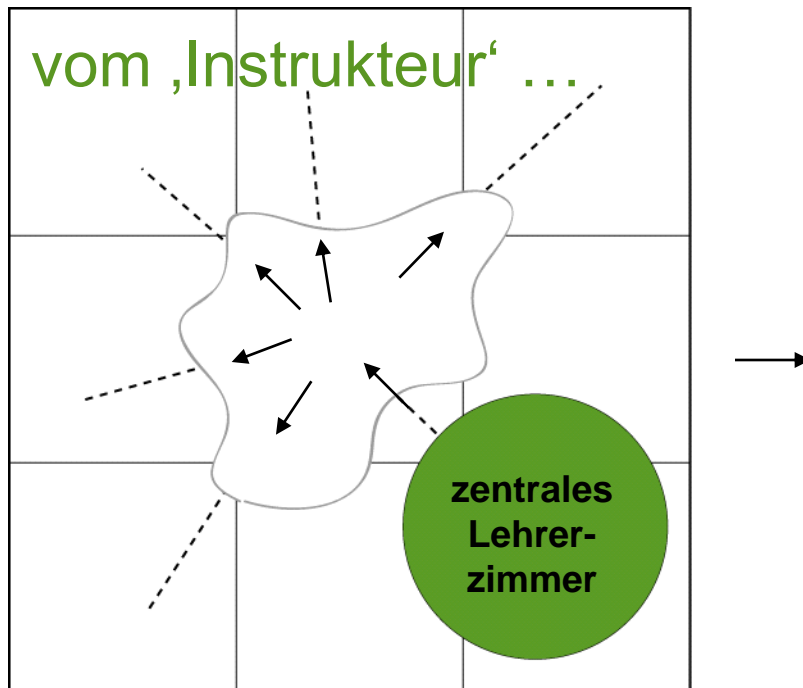 vom ‚Instrukteur‘ …
zentrales
Lehrer-
zimmer